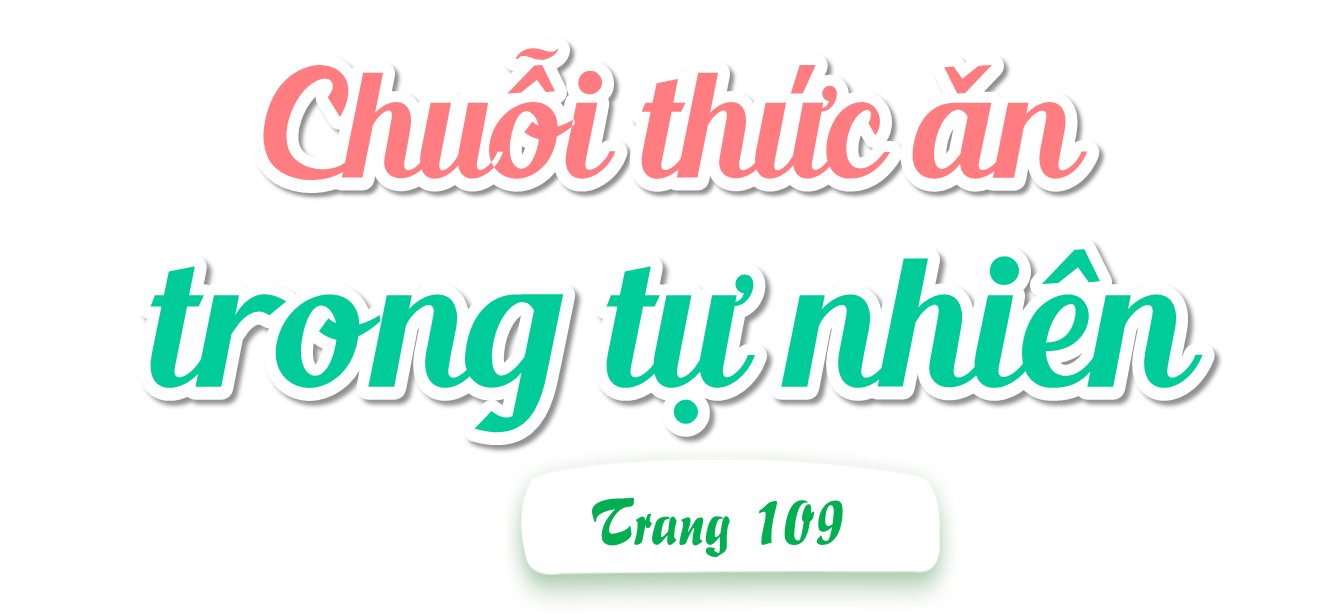 Chuỗi thức ăn
trong tự nhiên
Trang 109